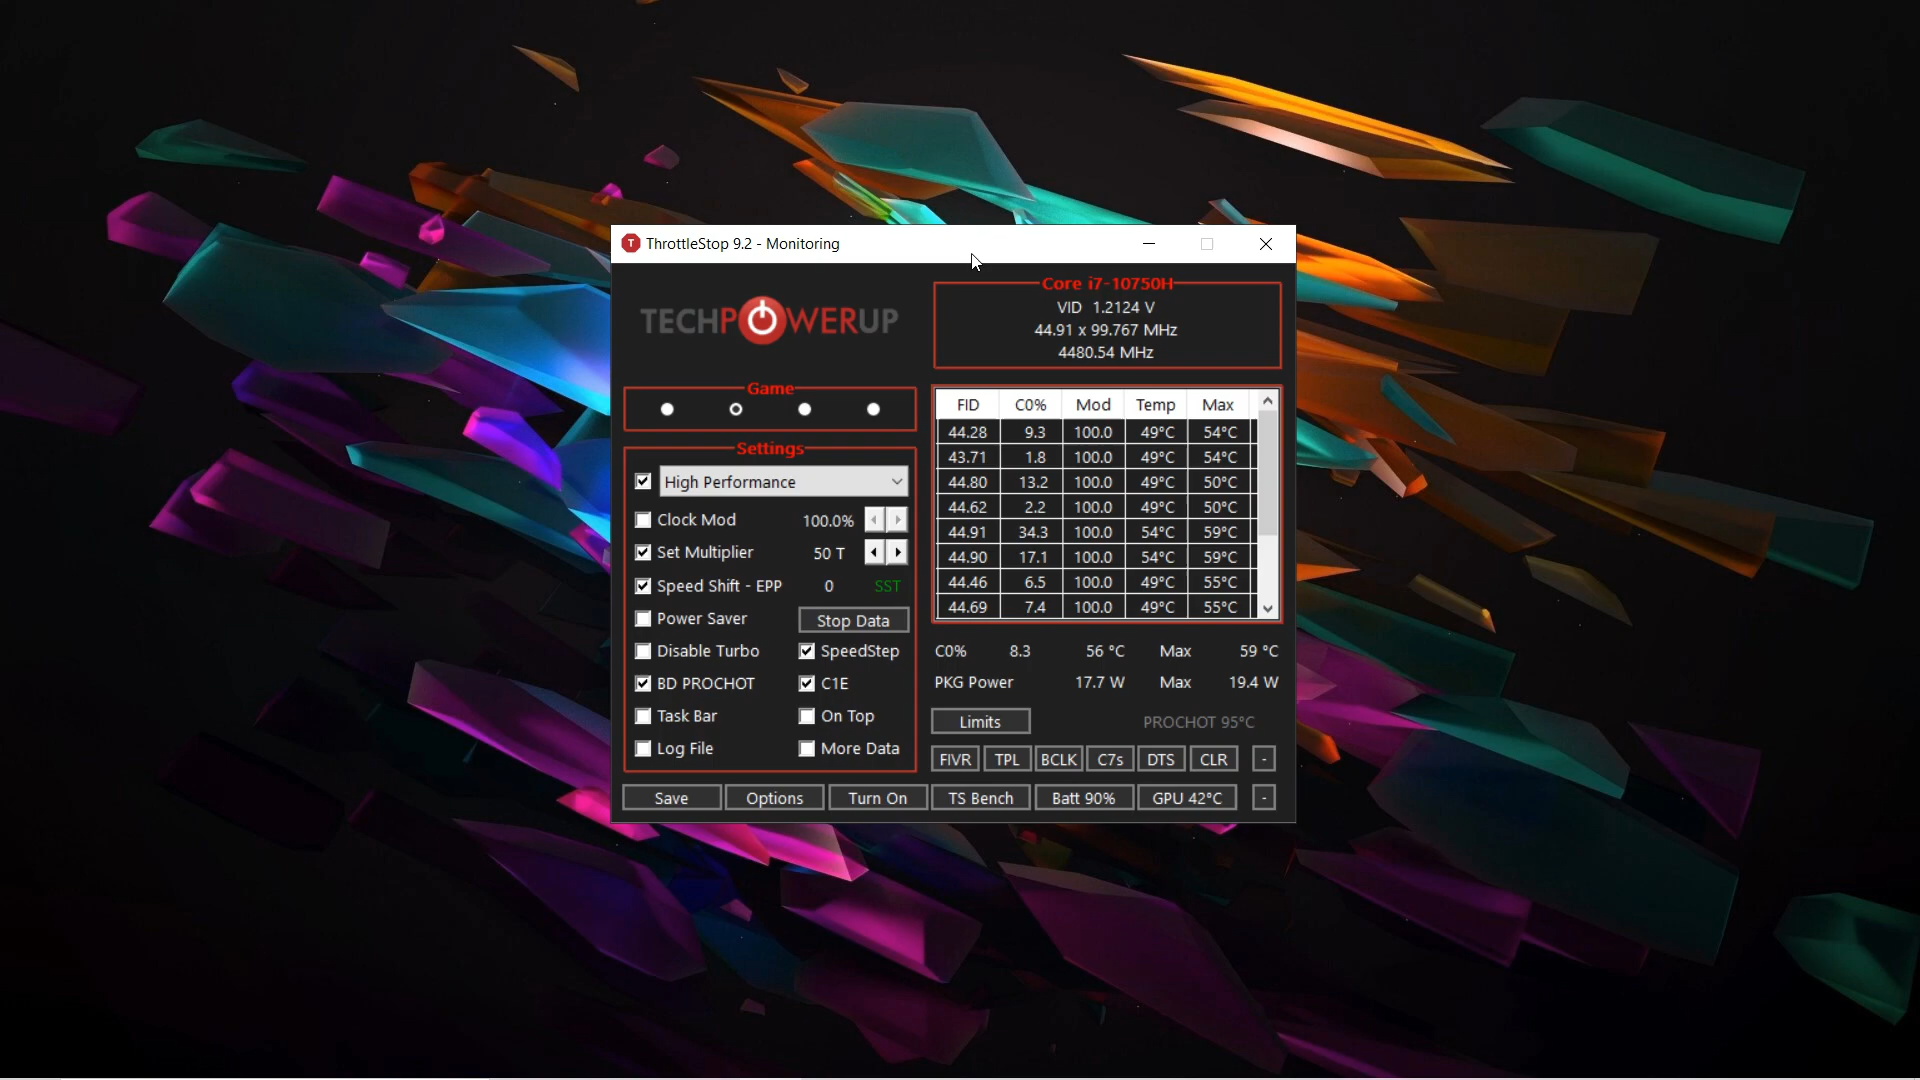 ThrottleStop 9.2 - Monitoring
TECHPOWERUP
Core i7-10750H
VID 1.2124 V
44.91 x 99.767 MHz
4480.54 MHz
Game
Settings
High Performance
Clock Mod 100.0%
Set Multiplier 50 T
Speed Shift - EPP 0 SST
Power Saver Stop Data
Disable Turbo SpeedStep
BD PROCHOT C1E
Task Bar On Top
Log File More Data
FID C0% Mod Temp Max
44.28 9.3 100.0 49°C 54°C
43.71 1.8 100.0 49°C 54°C
44.80 13.2 100.0 49°C 50°C
44.62 2.2 100.0 49°C 50°C
44.91 34.3 100.0 54°C 59°C
44.90 17.1 100.0 54°C 59°C
44.46 6.5 100.0 49°C 55°C
44.69 7.4 100.0 49°C 55°C
C0% 8.3 56 °C Max 59 °C
PKG Power 17.7 W Max 19.4 W
Limits PROCHOT 95°C
FIVR TPL BCLK C7s DTS CLR -
Save Options Turn On TS Bench Batt 90% GPU 42°C -